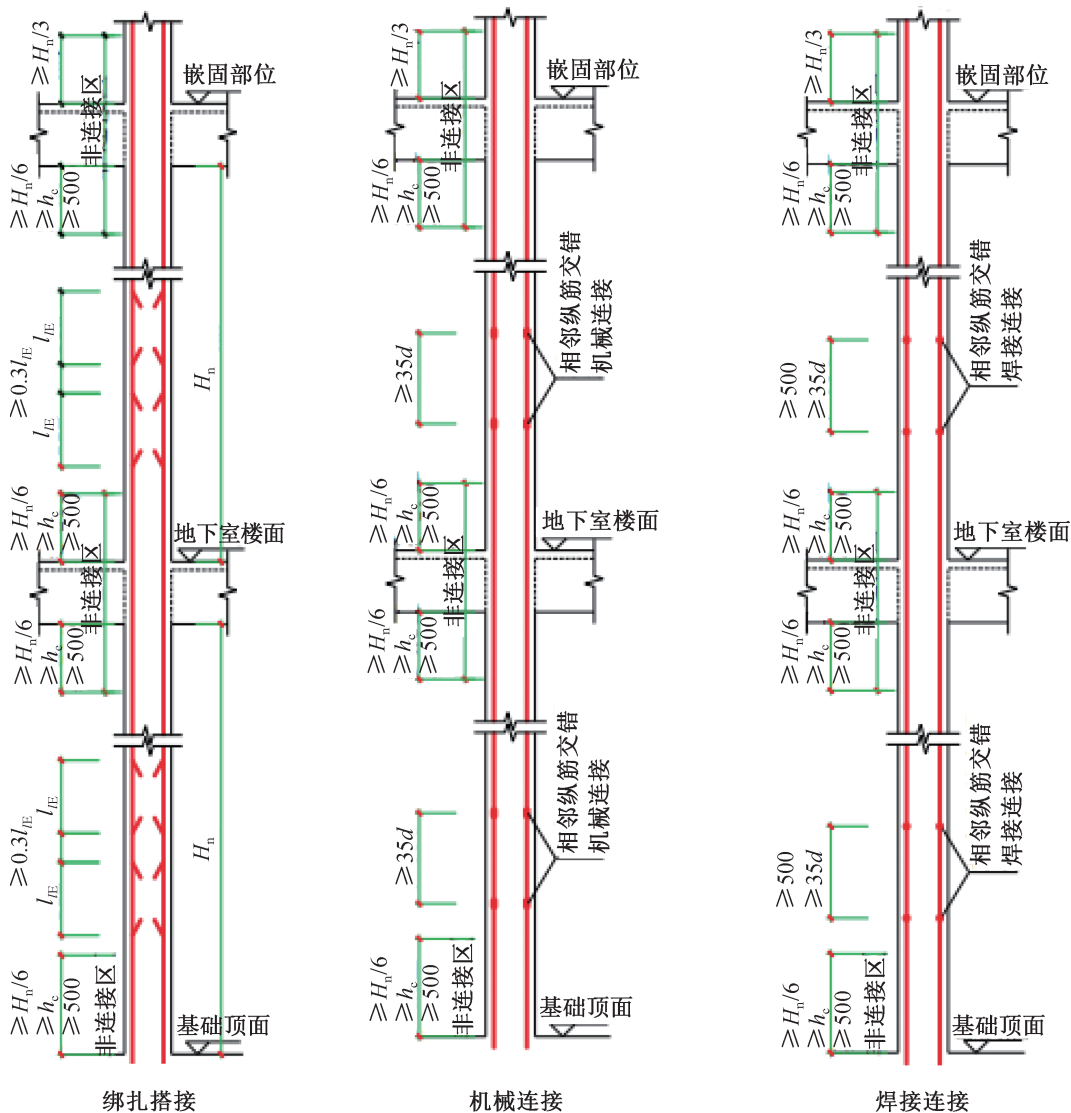 ≥Hn/3
嵌固部位
非连接区
≥Hn/6
≥hc
≥500
≥0.3llE
llE
llE
Hn
≥Hn/6
≥hc
≥500
地下室楼面
非连接区
≥Hn/6
≥hc
≥500
≥0.3llE
llE
llE
Hn
≥Hn/6
≥hc
≥500
非连接区
基础顶面
绑扎搭接
≥Hn/3
嵌固部位
非连接区
≥Hn/6
≥hc
≥500
相邻纵筋交错
机械连接
≥35d
≥Hn/6
≥hc
≥500
地下室楼面
非连接区
≥Hn/6
≥hc
≥500
相邻纵筋交错
机械连接
≥35d
≥Hn/6
≥hc
≥500
非连接区
基础顶面
机械连接
≥Hn/3
嵌固部位
非连接区
≥Hn/6
≥hc
≥500
相邻纵筋交错
焊接连接
≥500
≥35d
≥Hn/6
≥hc
≥500
地下室楼面
非连接区
≥Hn/6
≥hc
≥500
相邻纵筋交错
焊接连接
≥500
≥35d
≥Hn/6
≥hc
≥500
非连接区
基础顶面
焊接连接